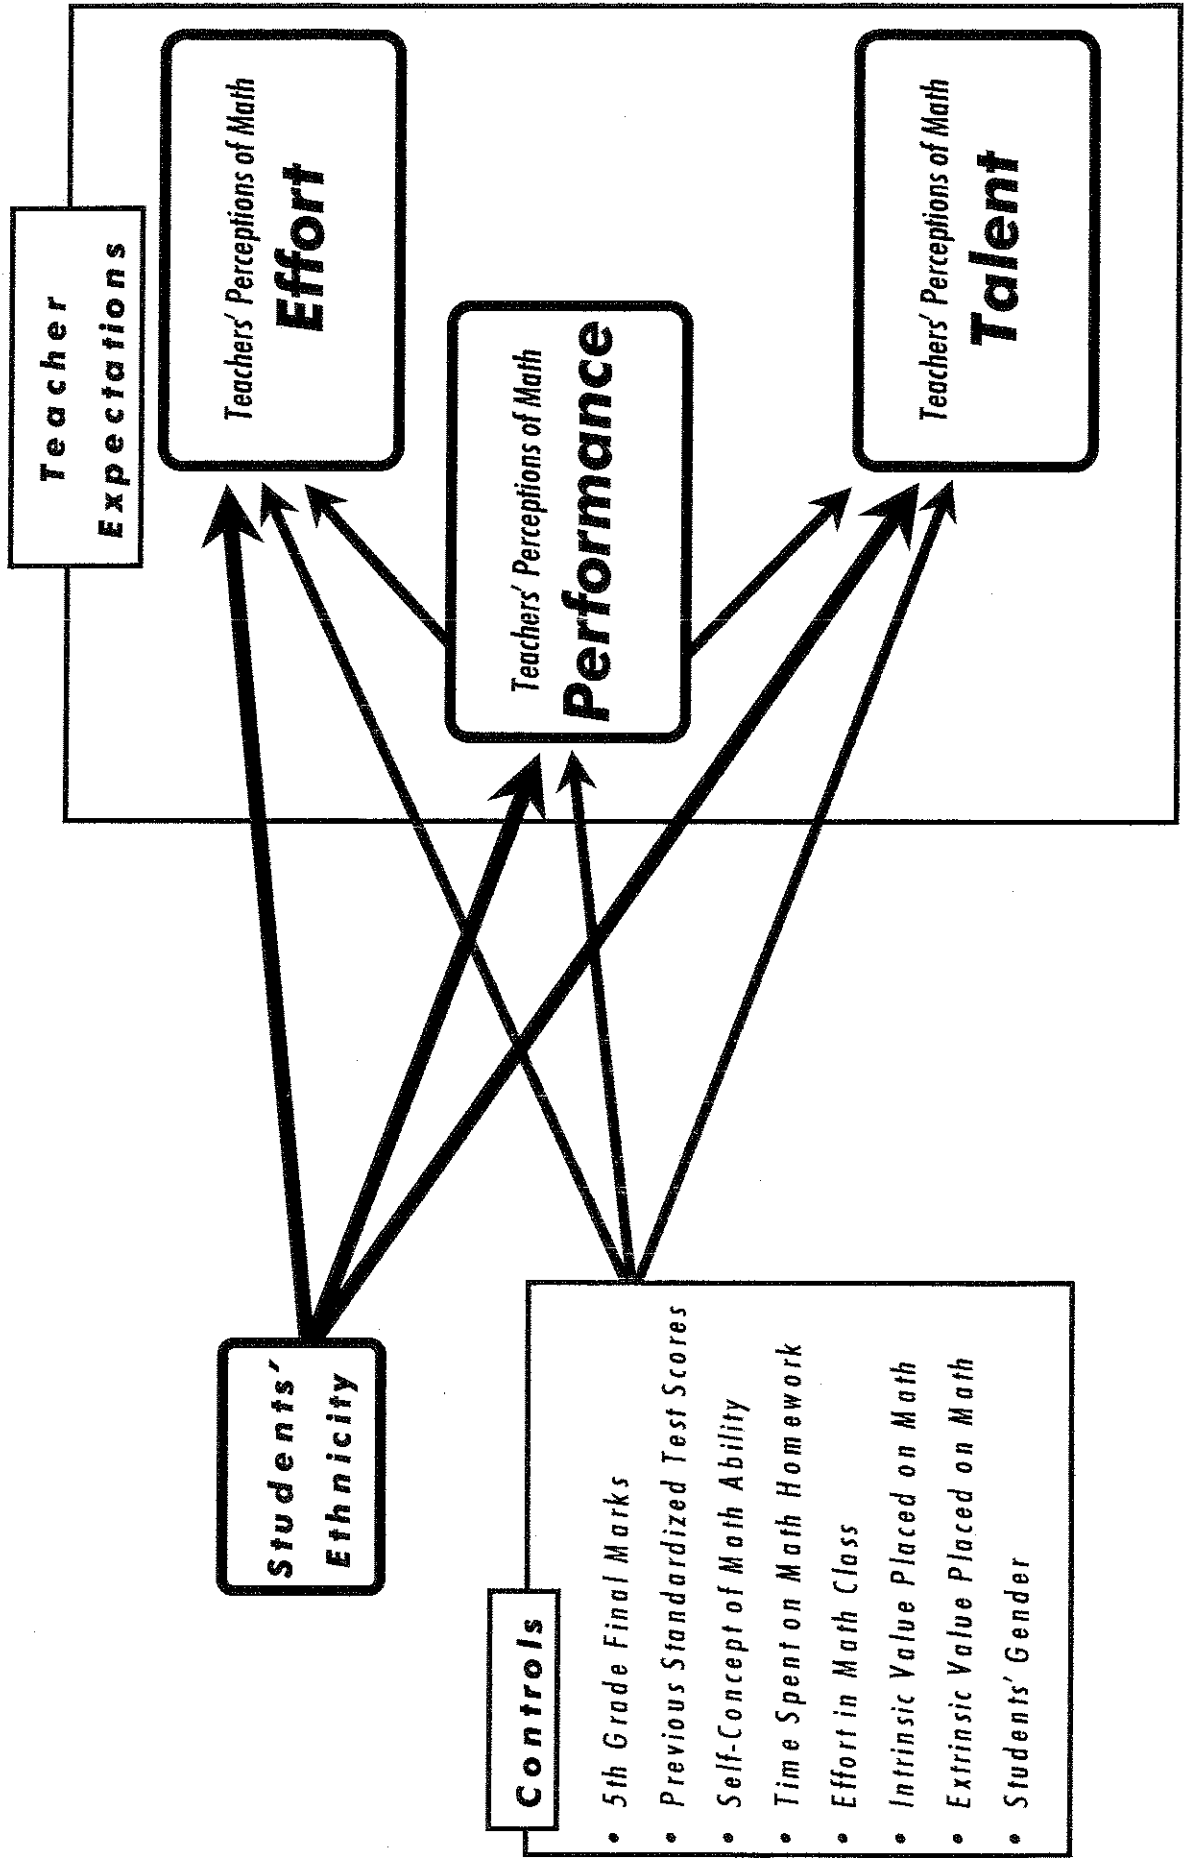 Teacher
Expectations
Teachers' Perceptions of Math
Effort
Students'
Ethnicity
Teachers' Perceptions of Math
Performance
Controls
• 5th Grade Final Marks
• Previous Standardized Test Scores
• Self-Concept of Math Ability
• Time Spent on Math Homework
• Effort in Math Class
• Intrinsic Value Placed on Math
• Extrinsic Value Placed on Math
• Students' Gender
Teachers' Perceptions of Math
Talent